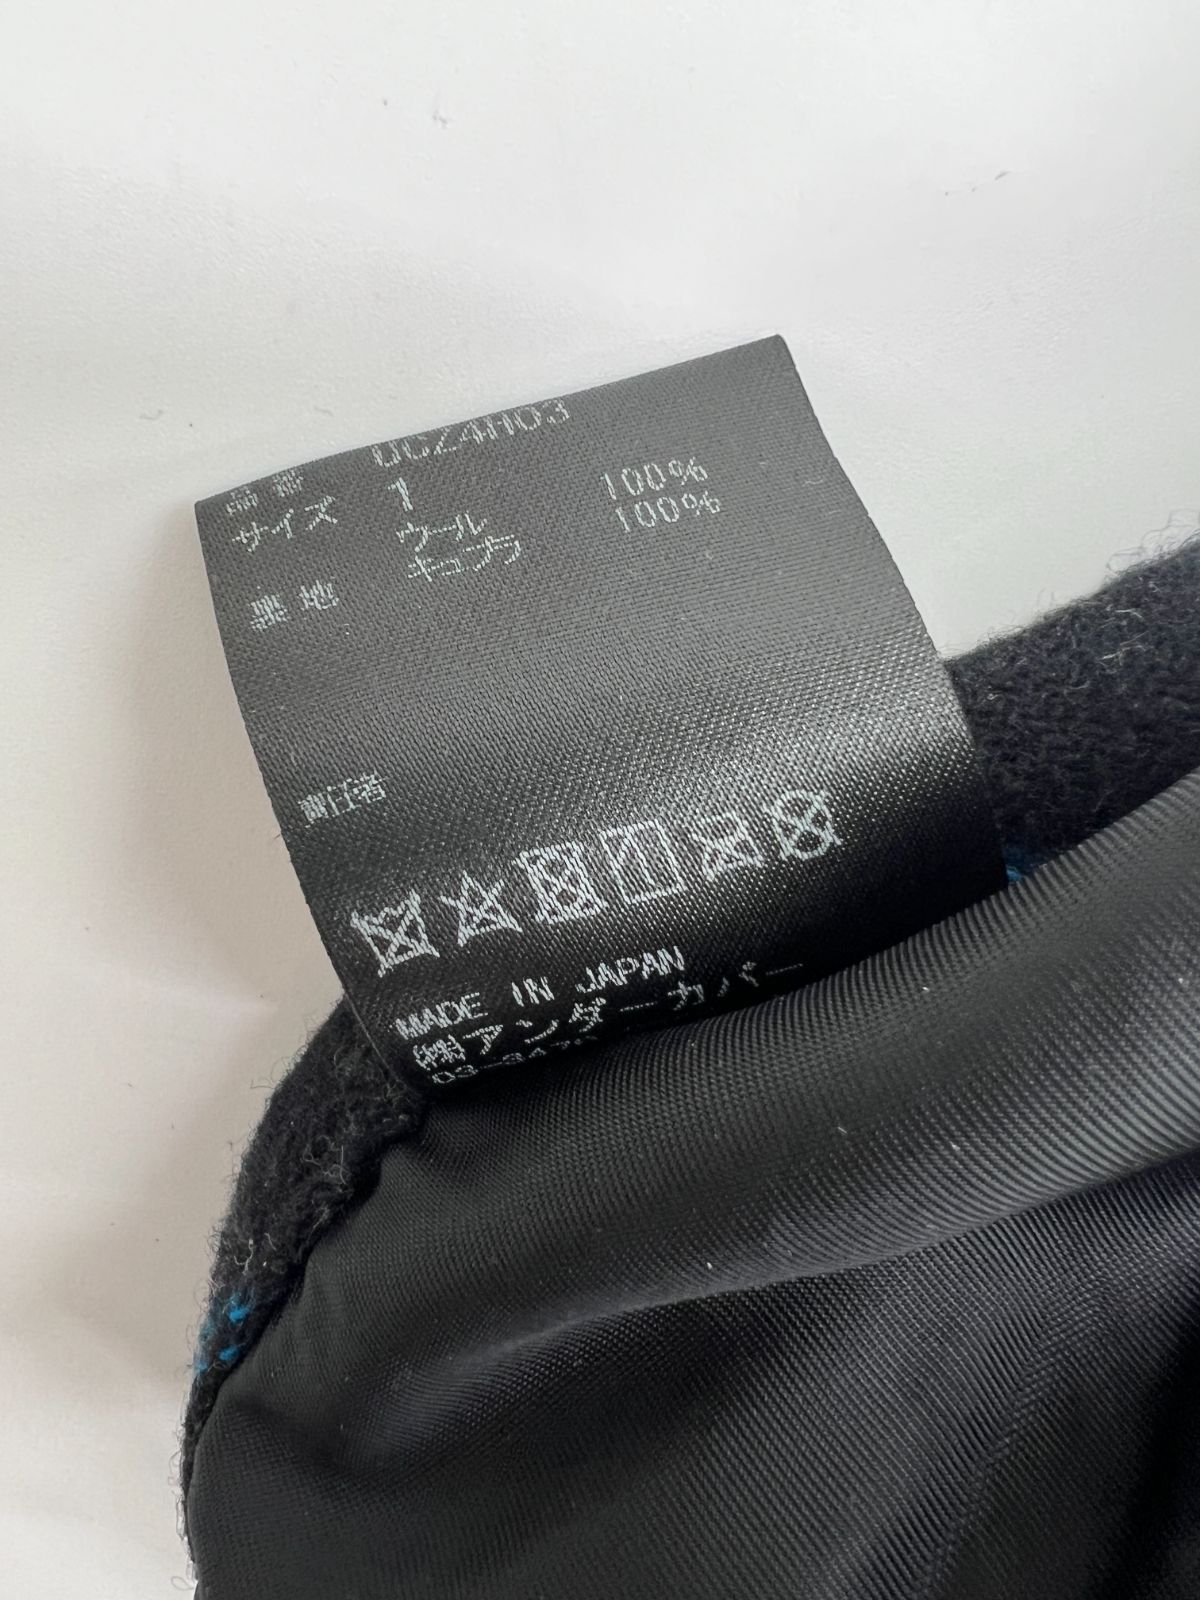 品番 UCZ4H03
サイズ 1
ウール 100%
裏地 キュプラ 100%
責任者
MADE IN JAPAN
㈱アンダーカバー